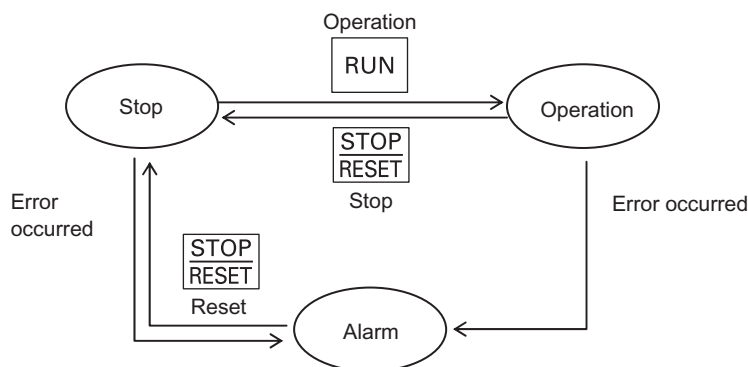 Operation
RUN
Stop
Operation
STOP
RESET
Stop
Error
occurred
Error occurred
STOP
RESET
Reset
Alarm